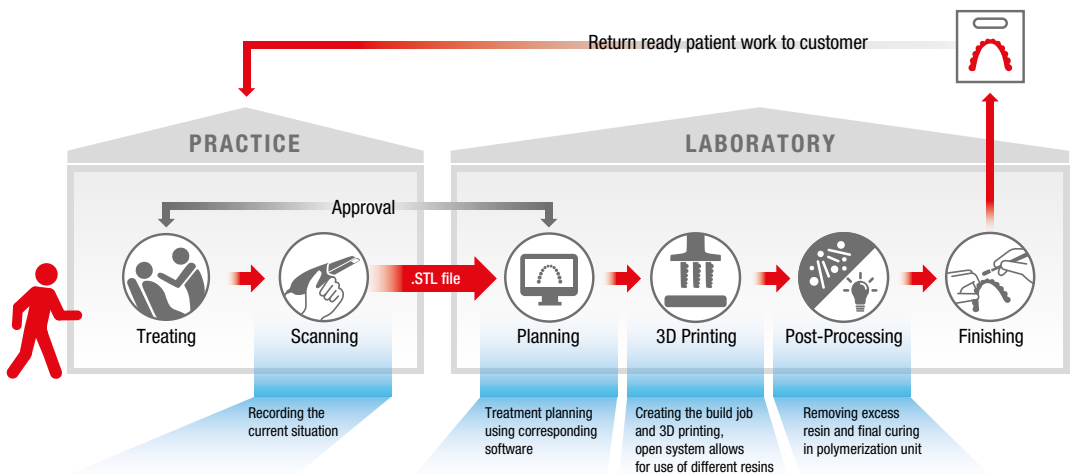 Return ready patient work to customer
PRACTICE
LABORATORY
Approval
.STL file
Treating
Scanning
Planning
3D Printing
Post-Processing
Finishing
Recording the
current situation
Treatment planning
using corresponding
software
Creating the build job
and 3D printing,
open system allows
for use of different resins
Removing excess
resin and final curing
in polymerization unit